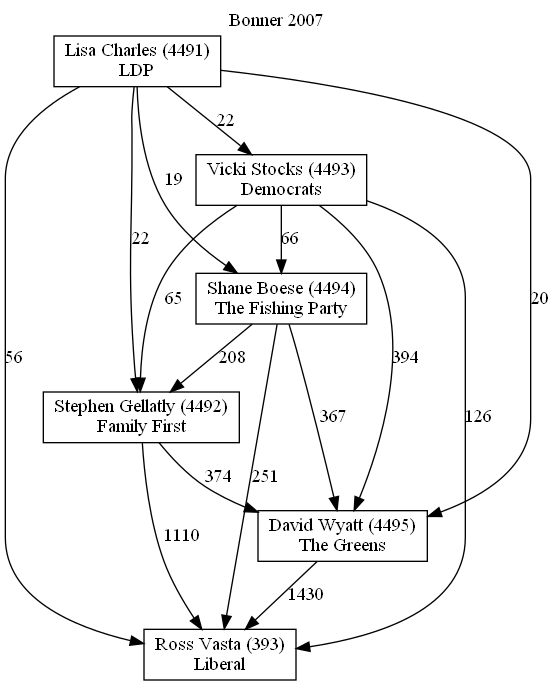 Bonner 2007
Lisa Charles (4491)
LDP
22
Vicki Stocks (4493)
Democrats
19
66
22
20
Shane Boese (4494)
The Fishing Party
65
208
394
56
Stephen Gellatly (4492)
Family First
367
126
374
251
David Wyatt (4495)
The Greens
1110
1430
Ross Vasta (393)
Liberal